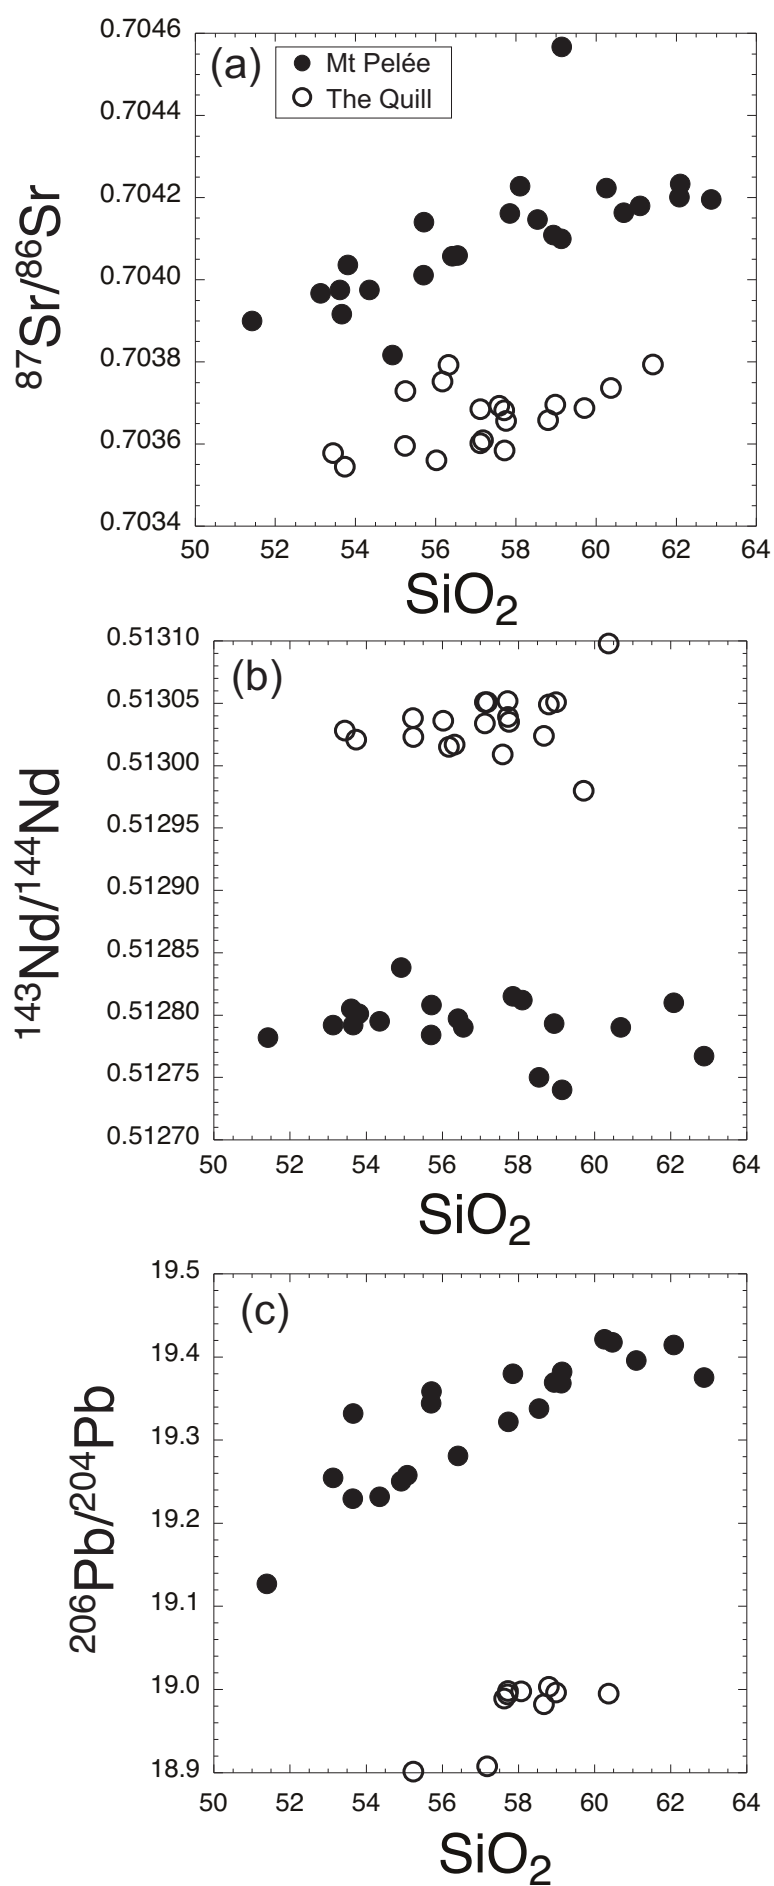 0.7046
(a)
Mt Pelée
The Quill
0.7044
0.7042
0.7040
0.7038
0.7036
0.7034
⁸⁷Sr/⁸⁶Sr
50 52 54 56 58 60 62 64
SiO₂
0.51310
(b)
0.51305
0.51300
0.51295
0.51290
0.51285
0.51280
0.51275
0.51270
¹⁴³Nd/¹⁴⁴Nd
50 52 54 56 58 60 62 64
SiO₂
19.5
(c)
19.4
19.3
19.2
19.1
19.0
18.9
²⁰⁶Pb/²⁰⁴Pb
50 52 54 56 58 60 62 64
SiO₂